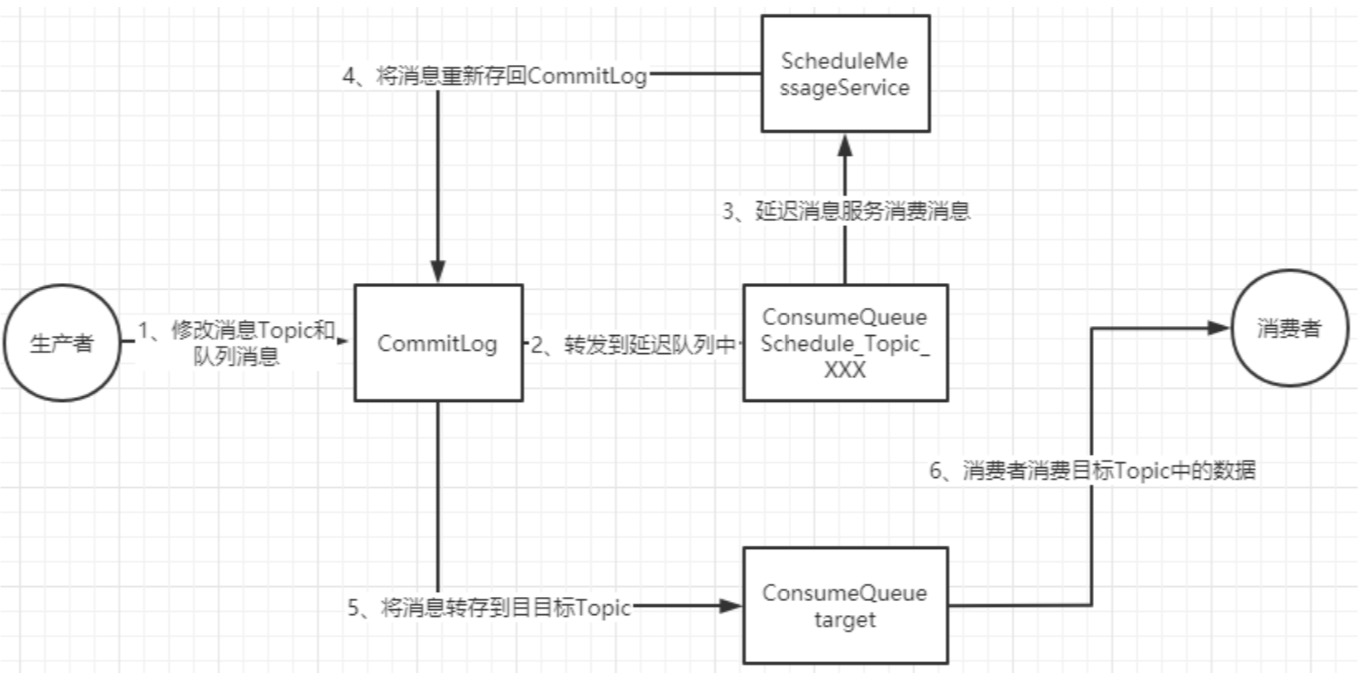 ScheduleMe
ssageService
4、将消息重新存回CommitLog
3、延迟消息服务消费消息
生产者
1、修改消息Topic和
队列消息
CommitLog
2、转发到延迟队列中
ConsumeQueue
Schedule_Topic_
XXX
消费者
6、消费者消费目标Topic中的数据
5、将消息转存到目目标Topic
ConsumeQueue
target